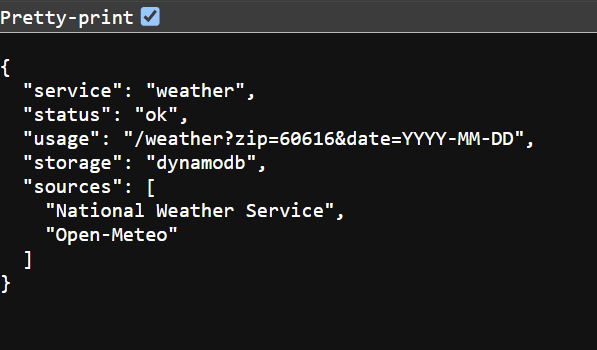 Pretty-print
{
  "service": "weather",
  "status": "ok",
  "usage": "/weather?zip=60616&date=YYYY-MM-DD",
  "storage": "dynamodb",
  "sources": [
    "National Weather Service",
    "Open-Meteo"
  ]
}